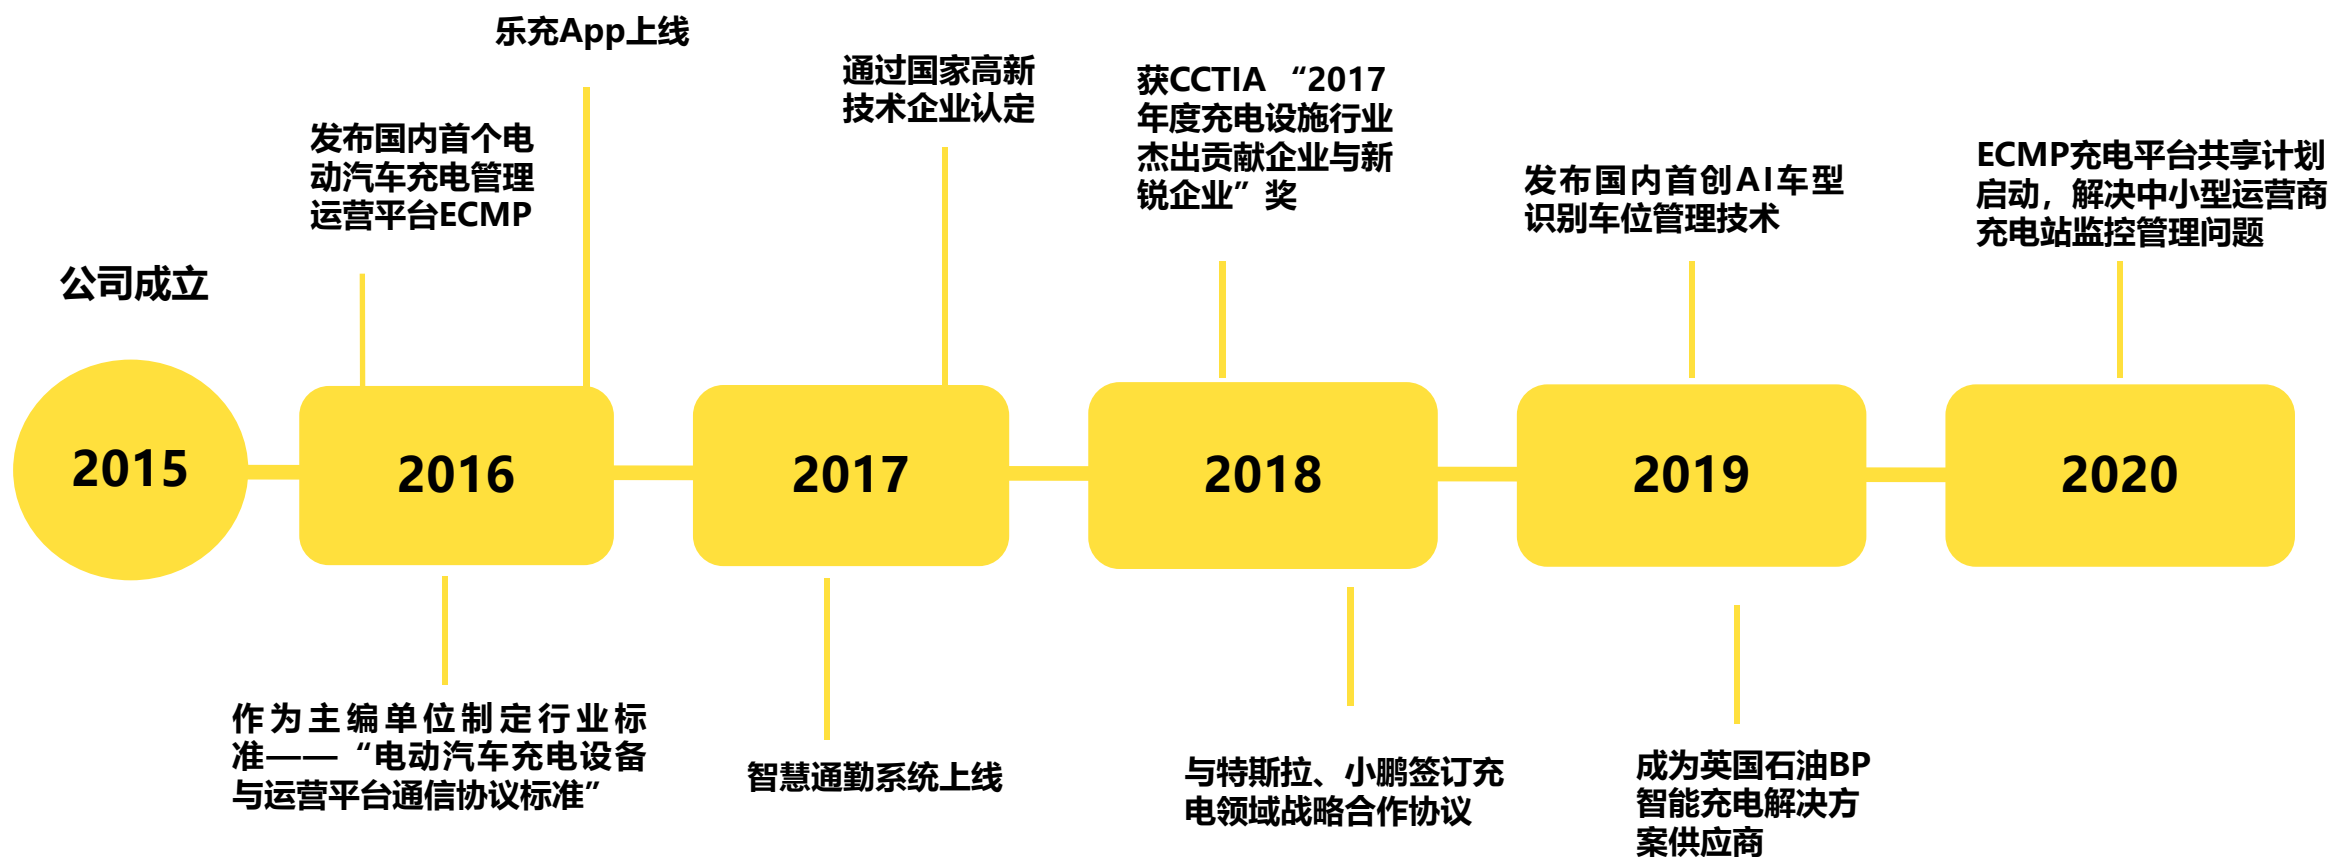 乐充App上线
发布国内首个电
动汽车充电管理
运营平台ECMP
通过国家高新
技术企业认定
获CCTIA “2017
年度充电设施行业
杰出贡献企业与新
锐企业”奖
发布国内首创AI车型
识别车位管理技术
ECMP充电平台共享计划
启动，解决中小型运营商
充电站监控管理问题
公司成立
2015
2016
2017
2018
2019
2020
作为主编单位制定行业标
准——“电动汽车充电设备
与运营平台通信协议标准”
智慧通勤系统上线
与特斯拉、小鹏签订充
电领域战略合作协议
成为英国石油BP
智能充电解决方
案供应商